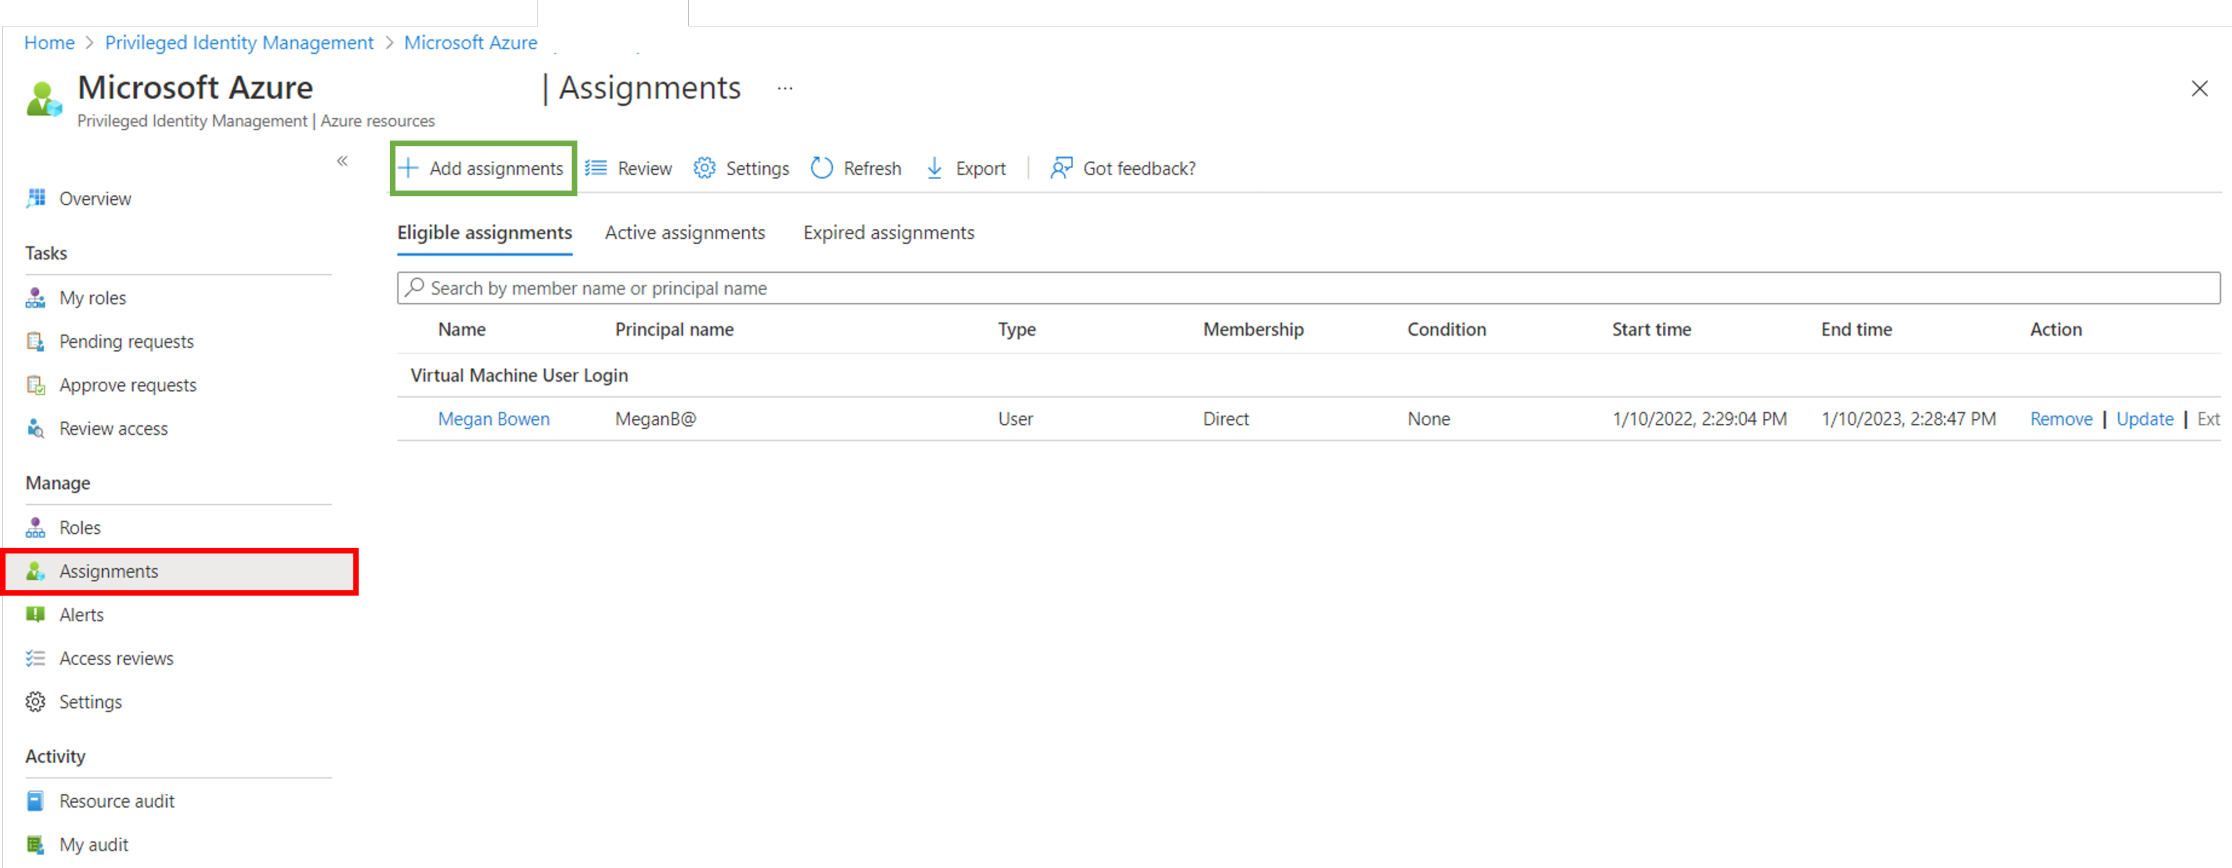 Home > Privileged Identity Management > Microsoft Azure
Microsoft Azure | Assignments ...
Privileged Identity Management | Azure resources
«
Add assignments Review Settings Refresh Export | Got feedback?
Overview
Tasks
My roles
Pending requests
Approve requests
Review access
Manage
Roles
Assignments
Alerts
Access reviews
Settings
Activity
Resource audit
My audit
Eligible assignments Active assignments Expired assignments
Search by member name or principal name
Name Principal name Type Membership Condition Start time End time Action
Virtual Machine User Login
Megan Bowen MeganB@ User Direct None 1/10/2022, 2:29:04 PM 1/10/2023, 2:28:47 PM Remove | Update | Ext